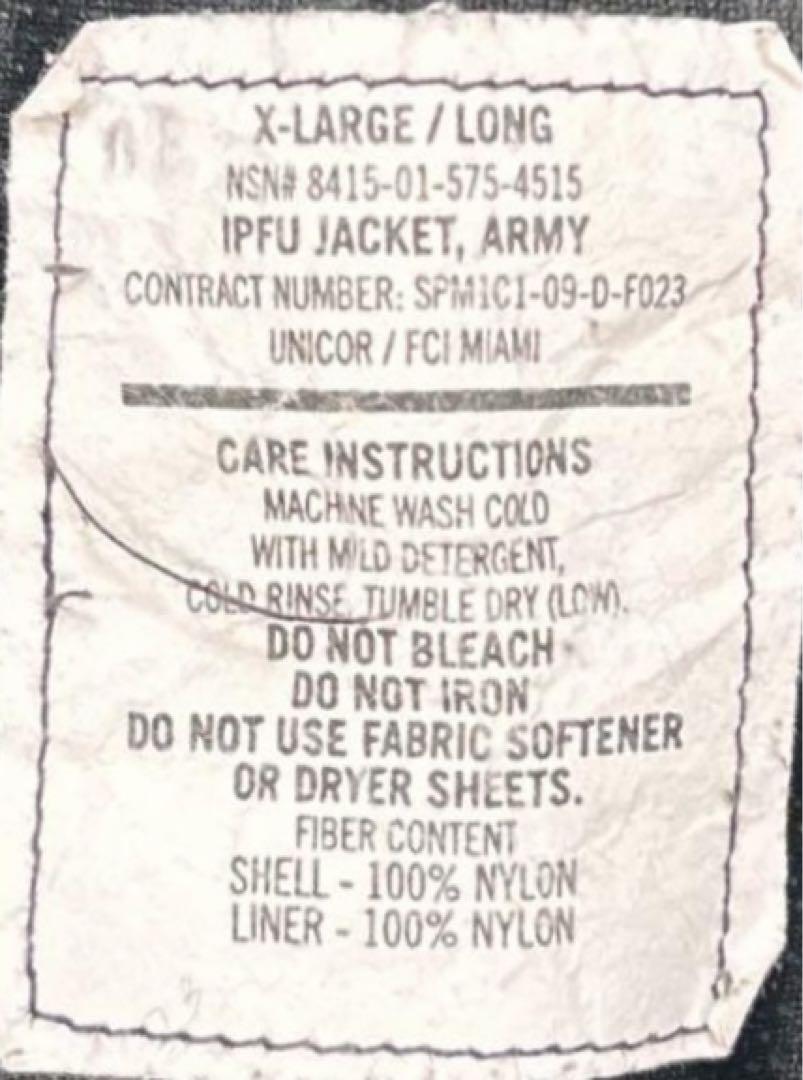 X-LARGE / LONG
NSN# 8415-01-575-4515
IPFU JACKET, ARMY
CONTRACT NUMBER: SPM1C1-09-D-F023
UNICOR / FCI MIAMI
CARE INSTRUCTIONS
MACHINE WASH COLD
WITH MILD DETERGENT,
COLD RINSE, TUMBLE DRY (LOW).
DO NOT BLEACH
DO NOT IRON
DO NOT USE FABRIC SOFTENER
OR DRYER SHEETS.
FIBER CONTENT
SHELL - 100% NYLON
LINER - 100% NYLON